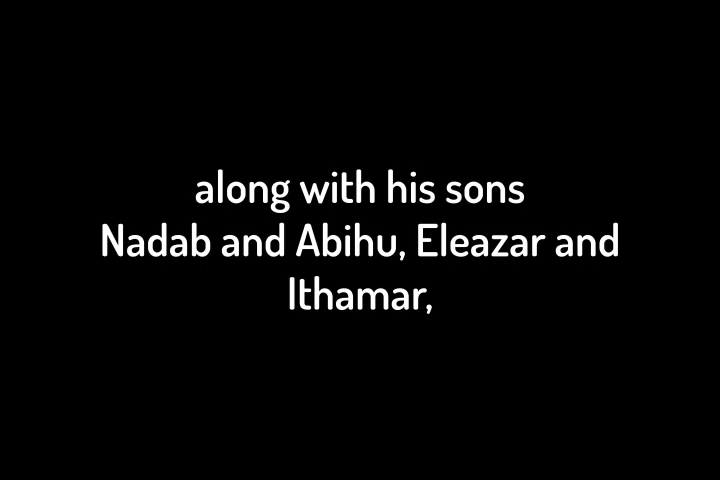 along with his sons
Nadab and Abihu, Eleazar and
Ithamar,